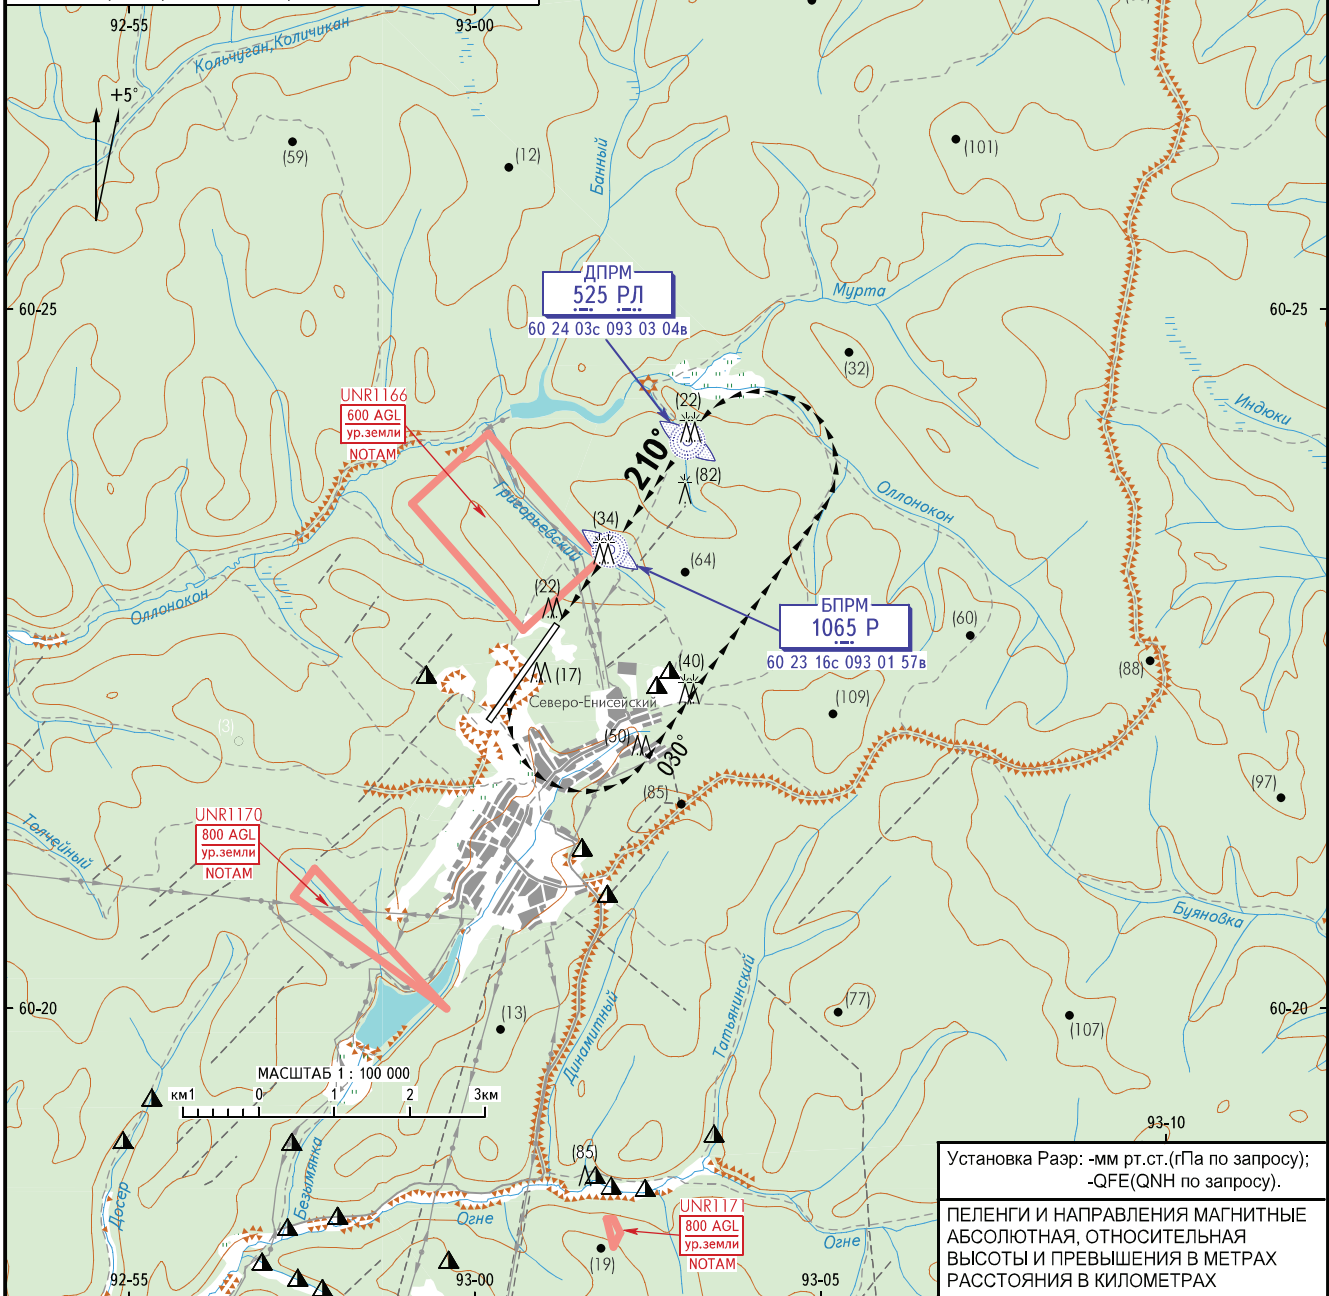 92-55
93-00
Кольчуган,Количикан
+5°
(59)
(12)
Банный
(101)
60-25
60-25
ДПРМ
525 РЛ
60 24 03с 093 03 04в
Мурта
(32)
UNR1166
600 AGL
ур.земли
NOTAM
(22)
Индюки
210°
(82)
Григорьевский
Оллонокон
(34)
(64)
(22)
Оллонокон
БПРМ
1065 Р
60 23 16с 093 01 57в
(60)
(40)
(88)
(17)
Северо-Енисейский
(109)
(3)
(50)
030°
(85)
(97)
UNR1170
800 AGL
ур.земли
NOTAM
Толчейный
Буяновка
60-20
60-20
(13)
(77)
(107)
Динамитный
Татьянинский
МАСШТАБ 1 : 100 000
км1 0 1 2 3км
93-10
Безымянка
Досер
(85)
Огне
UNR1171
800 AGL
ур.земли
NOTAM
(19)
Огне
92-55
93-00
93-05
Установка Раэр: -мм рт.ст.(гПа по запросу);
-QFE(QNH по запросу).
ПЕЛЕНГИ И НАПРАВЛЕНИЯ МАГНИТНЫЕ
АБСОЛЮТНАЯ, ОТНОСИТЕЛЬНАЯ
ВЫСОТЫ И ПРЕВЫШЕНИЯ В МЕТРАХ
РАССТОЯНИЯ В КИЛОМЕТРАХ